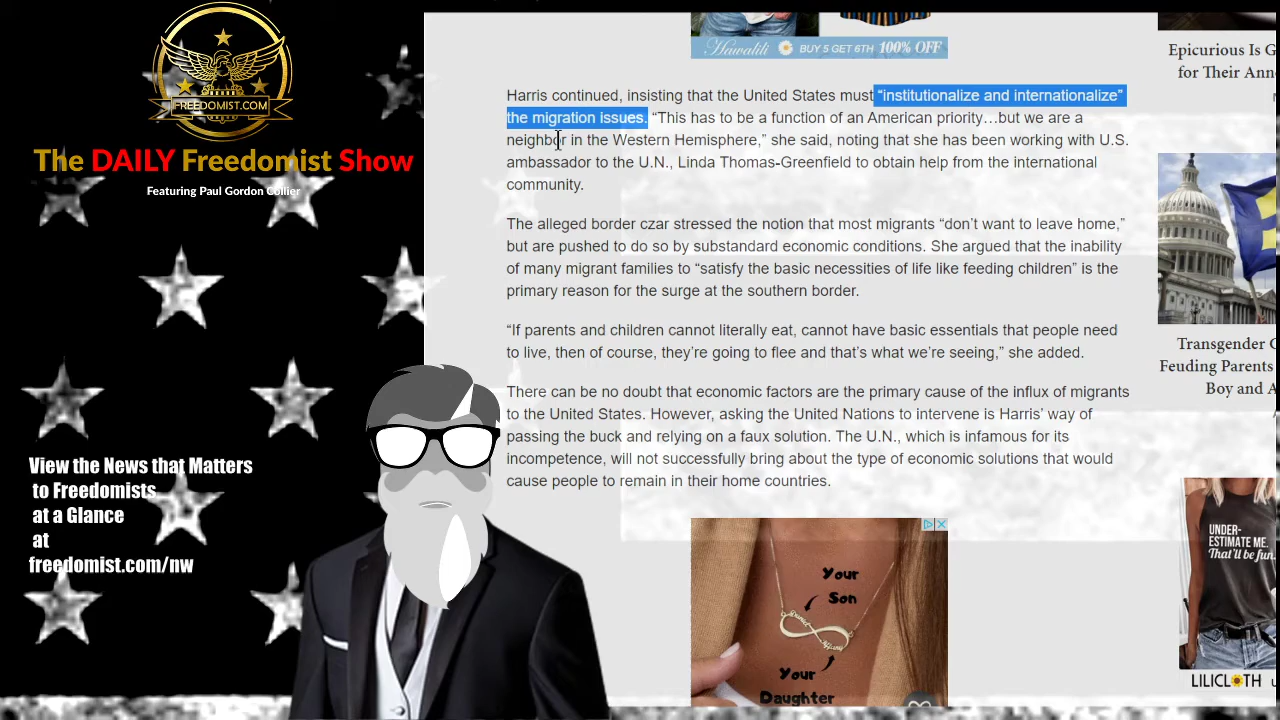 FREEDOMIST.COM
The DAILY Freedomist Show
Featuring Paul Gordon Collier
View the News that Matters
to Freedomists
at a Glance
at
freedomist.com/nw
Hawalili BUY 5 GET 6TH 100% OFF
Harris continued, insisting that the United States must “institutionalize and internationalize”
the migration issues. “This has to be a function of an American priority…but we are a
neighbor in the Western Hemisphere,” she said, noting that she has been working with U.S.
ambassador to the U.N., Linda Thomas-Greenfield to obtain help from the international
community.
The alleged border czar stressed the notion that most migrants “don’t want to leave home,”
but are pushed to do so by substandard economic conditions. She argued that the inability
of many migrant families to “satisfy the basic necessities of life like feeding children” is the
primary reason for the surge at the southern border.
“If parents and children cannot literally eat, cannot have basic essentials that people need
to live, then of course, they’re going to flee and that’s what we’re seeing,” she added.
There can be no doubt that economic factors are the primary cause of the influx of migrants
to the United States. However, asking the United Nations to intervene is Harris’ way of
passing the buck and relying on a faux solution. The U.N., which is infamous for its
incompetence, will not successfully bring about the type of economic solutions that would
cause people to remain in their home countries.
Your
Son
Your
Daughter
Epicurious Is G
for Their Ann
Transgender
Feuding Parents
Boy and
UNDER-
ESTIMATE ME.
That'll be fun.
LILICLOTH